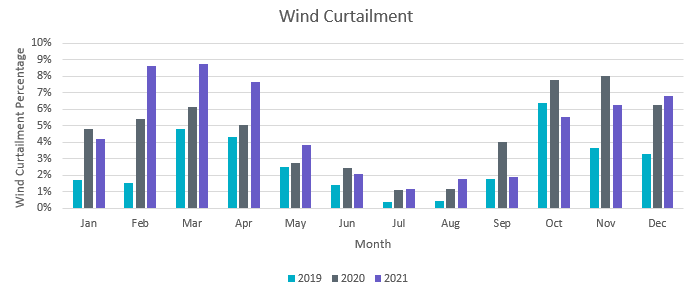 Wind Curtailment
Wind Curtailment Percentage
10%
9%
8%
7%
6%
5%
4%
3%
2%
1%
0%
Jan Feb Mar Apr May Jun Jul Aug Sep Oct Nov Dec
Month
2019 2020 2021